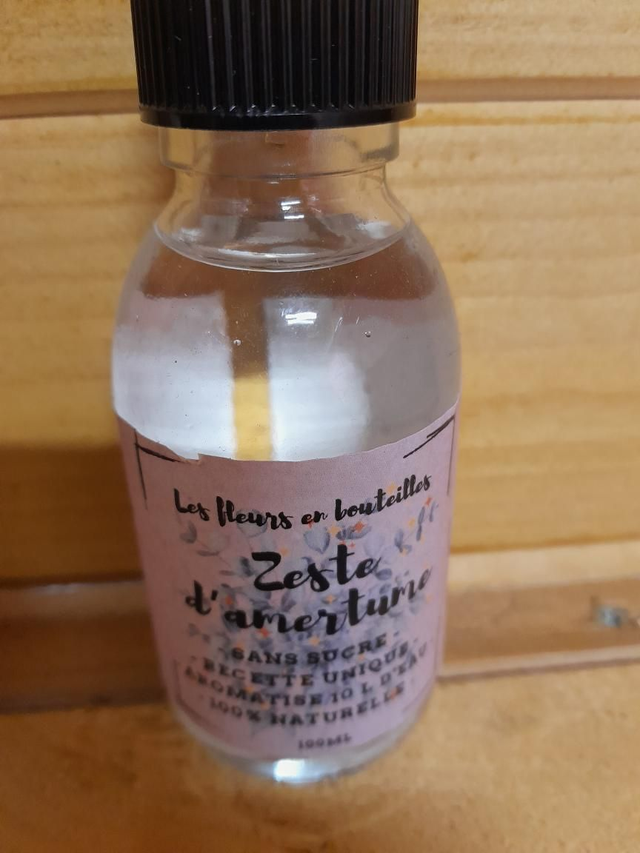 Les fleurs en bouteilles
Zeste
d'amertume
SANS SUCRE -
- RECETTE UNIQUE -
AROMATISE 10 L D'EAU
- 100% NATURELLE -
100ML